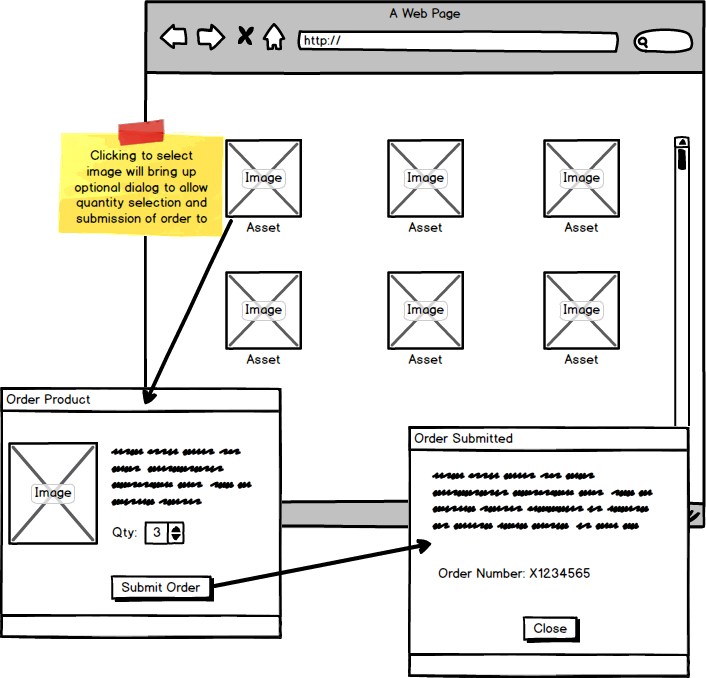 A Web Page
http://
Clicking to select
image will bring up
optional dialog to allow
quantity selection and
submission of order to
Image
Image
Image
Asset
Asset
Asset
Image
Image
Image
Asset
Asset
Asset
Order Product
Image
Qty:
3
Submit Order
Order Submitted
Order Number: X1234565
Close